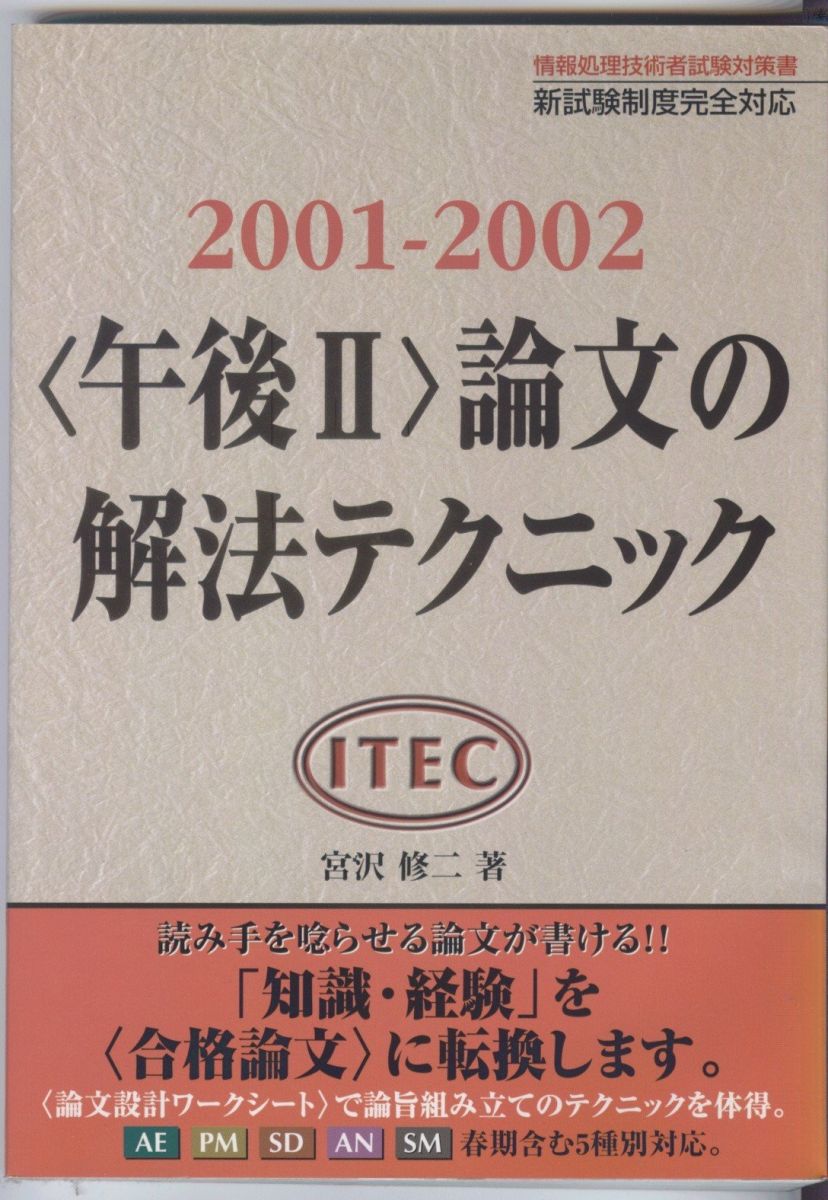 情報処理技術者試験対策書
新試験制度完全対応
2001-2002
〈午後Ⅱ〉論文の
解法テクニック
ITEC
宮沢 修二 著
読み手を唸らせる論文が書ける!!
「知識・経験」を
〈合格論文〉に転換します。
〈論文設計ワークシート〉で論旨組み立てのテクニックを体得。
AE PM SD AN SM 春期含む5種別対応。